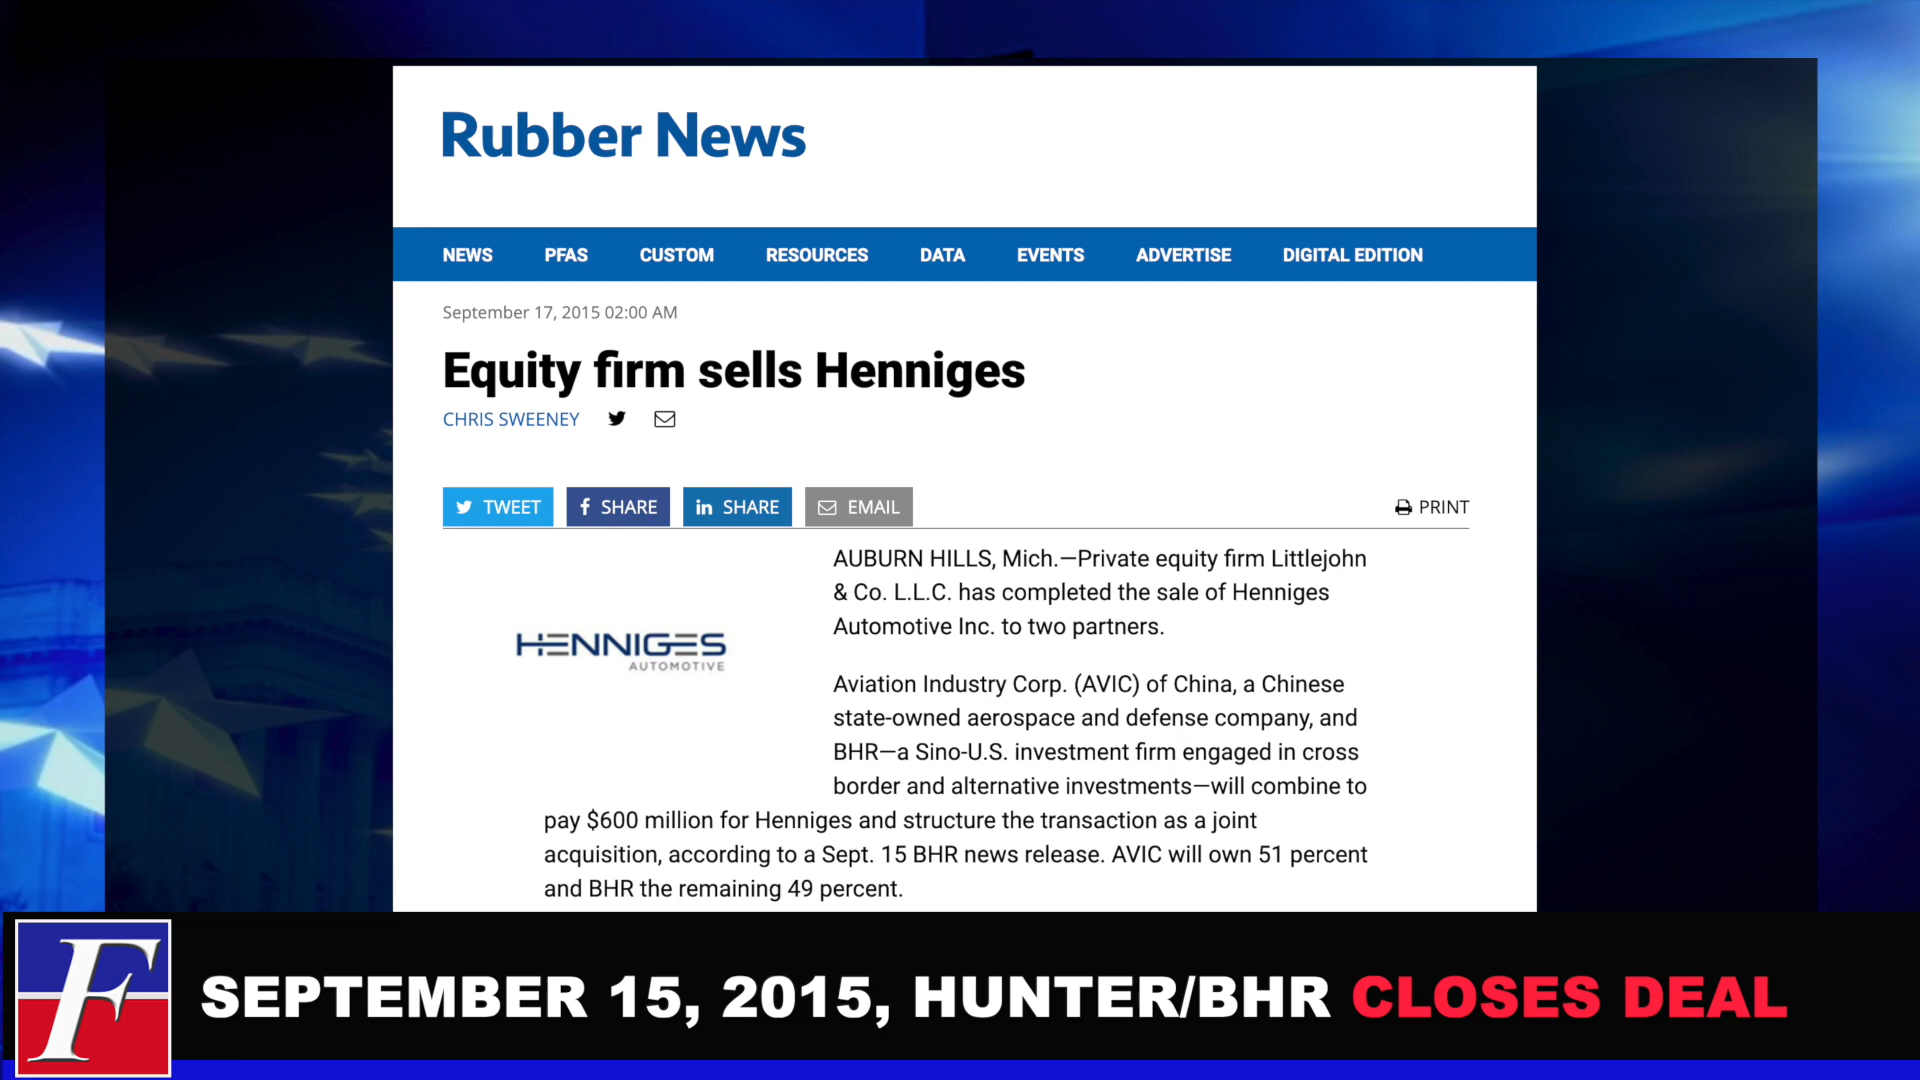 Rubber News
NEWS PFAS CUSTOM RESOURCES DATA EVENTS ADVERTISE DIGITAL EDITION
September 17, 2015 02:00 AM
Equity firm sells Henniges
CHRIS SWEENEY
TWEET f SHARE in SHARE EMAIL PRINT
HENNIGES
AUTOMOTIVE
AUBURN HILLS, Mich.—Private equity firm Littlejohn
& Co. L.L.C. has completed the sale of Henniges
Automotive Inc. to two partners.
Aviation Industry Corp. (AVIC) of China, a Chinese
state-owned aerospace and defense company, and
BHR—a Sino-U.S. investment firm engaged in cross
border and alternative investments—will combine to
pay $600 million for Henniges and structure the transaction as a joint
acquisition, according to a Sept. 15 BHR news release. AVIC will own 51 percent
and BHR the remaining 49 percent.
F
SEPTEMBER 15, 2015, HUNTER/BHR CLOSES DEAL